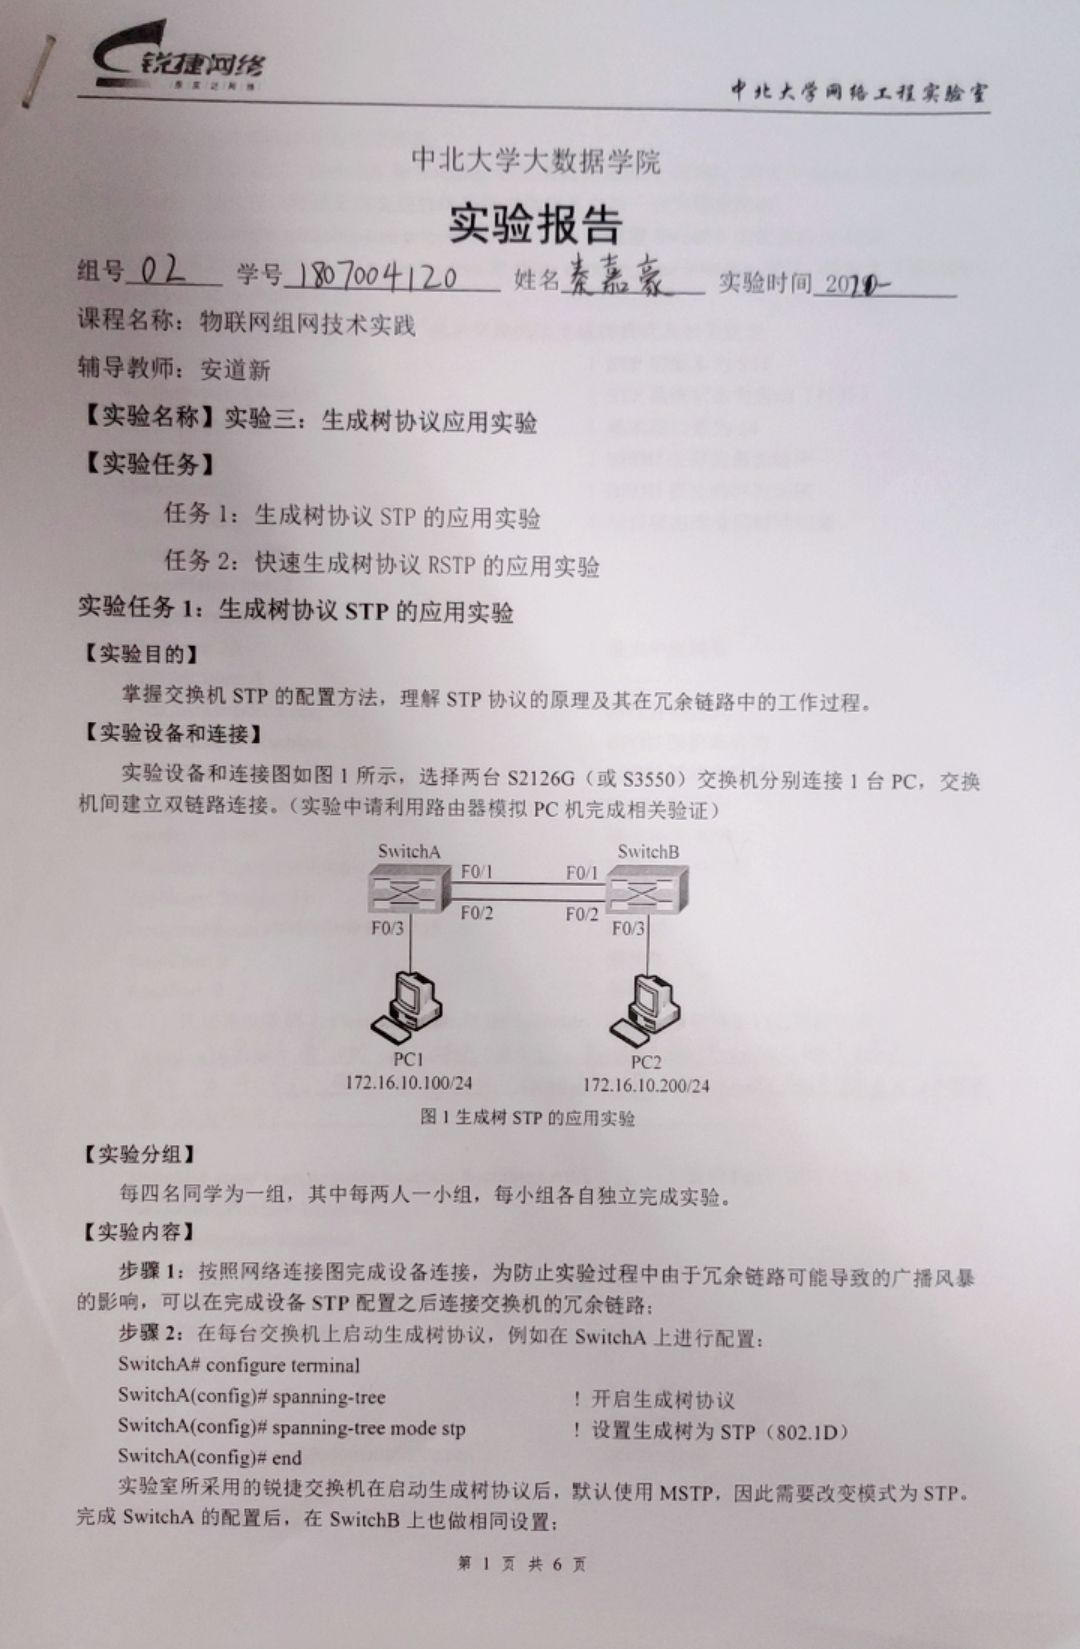 锐捷网络
中北大学网络工程实验室
中北大学大数据学院
实验报告
组号 02 学号 1807004120 姓名 秦嘉豪 实验时间
课程名称：物联网组网技术实践
辅导教师：安道新
【实验名称】实验三：生成树协议应用实验
【实验任务】
任务 1：生成树协议 STP 的应用实验
任务 2：快速生成树协议 RSTP 的应用实验
实验任务 1：生成树协议 STP 的应用实验
【实验目的】
掌握交换机 STP 的配置方法，理解 STP 协议的原理及其在冗余链路中的工作过程。
【实验设备和连接】
实验设备和连接图如图 1 所示，选择两台 S2126G（或 S3550）交换机分别连接 1 台 PC，交换
机间建立双链路连接。（实验中请利用路由器模拟 PC 机完成相关验证）
SwitchA SwitchB
F0/1 F0/1
F0/2 F0/2
F0/3 F0/3
PC1 PC2
172.16.10.100/24 172.16.10.200/24
图 1 生成树 STP 的应用实验
【实验分组】
每四名同学为一组，其中每两人一小组，每小组各自独立完成实验。
【实验内容】
步骤 1：按照网络连接图完成设备连接，为防止实验过程中由于冗余链路可能导致的广播风暴
的影响，可以在完成设备 STP 配置之后连接交换机的冗余链路；
步骤 2：在每台交换机上启动生成树协议，例如在 SwitchA 上进行配置：
SwitchA# configure terminal
SwitchA(config)# spanning-tree ！开启生成树协议
SwitchA(config)# spanning-tree mode stp ！设置生成树为 STP（802.1D）
SwitchA(config)# end
实验室所采用的锐捷交换机在启动生成树协议后，默认使用 MSTP，因此需要改变模式为 STP。
完成 SwitchA 的配置后，在 SwitchB 上也做相同设置；
第 1 页 共 6 页